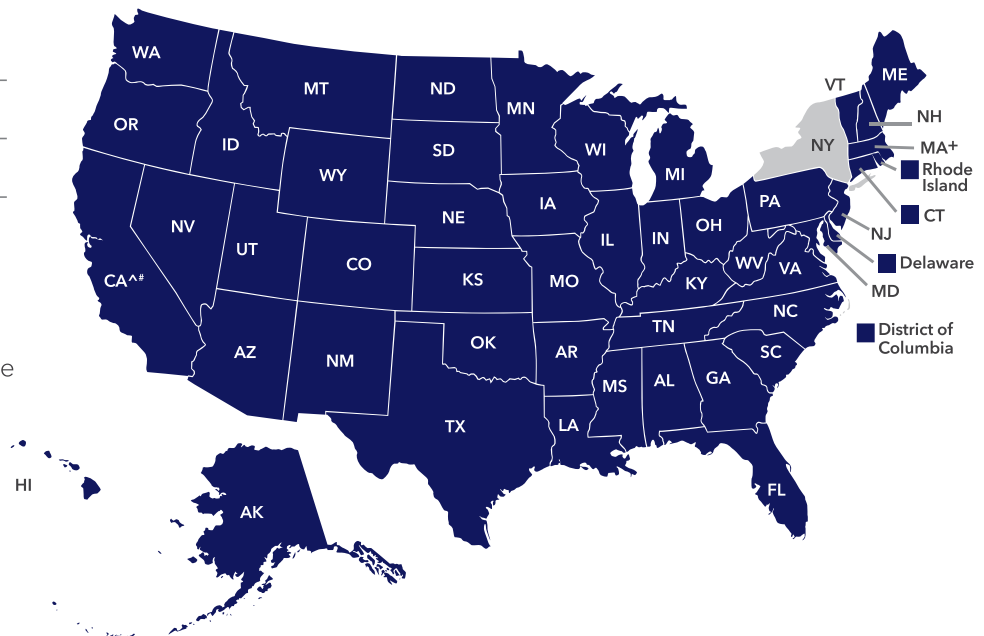 WA
MT
ND
MN
VT
ME
OR
ID
SD
WI
NY
NH
MA+
WY
MI
Rhode
Island
NE
IA
PA
CT
NV
UT
CO
IL
IN
OH
NJ
CA^#
KS
MO
WV
VA
Delaware
KY
MD
NC
TN
District of
Columbia
AZ
NM
OK
AR
SC
MS
AL
GA
e
TX
LA
HI
FL
AK